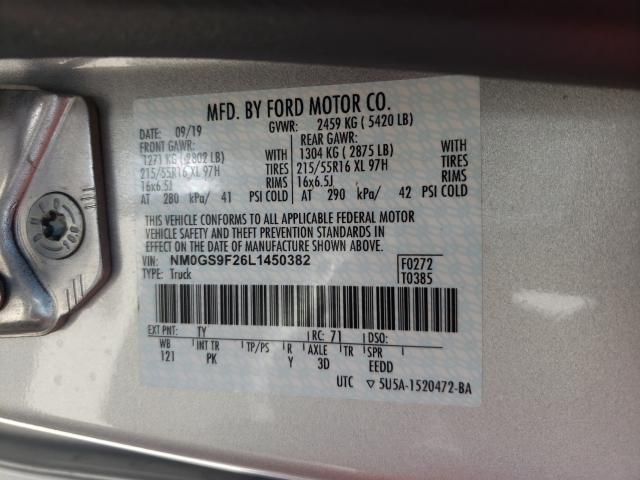 MFD. BY FORD MOTOR CO.
DATE: 09/19 GVWR: 2459 KG ( 5420 LB)
FRONT GAWR: REAR GAWR:
1271 KG ( 2802 LB) WITH 1304 KG ( 2875 LB) WITH
215/55R16 XL 97H TIRES 215/55R16 XL 97H TIRES
16x6.5J RIMS 16x6.5J RIMS
AT 280 kPa/ 41 PSI COLD AT 290 kPa/ 42 PSI COLD
THIS VEHICLE CONFORMS TO ALL APPLICABLE FEDERAL MOTOR
VEHICLE SAFETY AND THEFT PREVENTION STANDARDS IN
EFFECT ON THE DATE OF MANUFACTURE SHOWN ABOVE.
VIN: NM0GS9F26L1450382 F0272
TYPE: Truck T0385
EXT PNT: TY RC: 71 DSO:
WB INT TR TP/PS R AXLE TR SPR
121 PK Y 3D EEDD
UTC ▽ 5U5A-1520472-BA